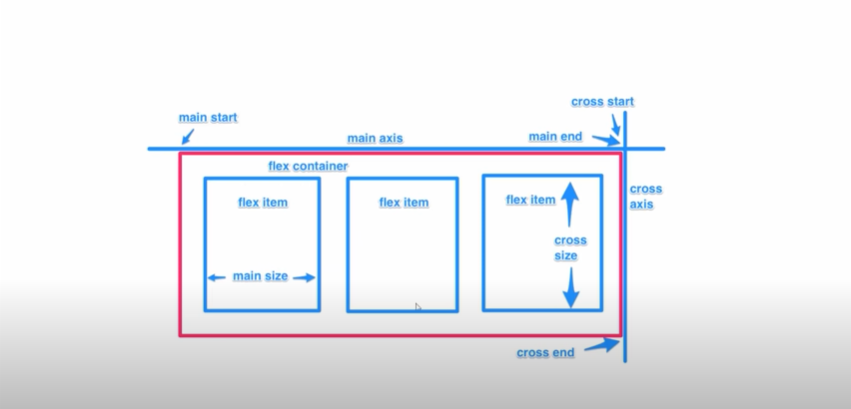 cross start
main start
main axis
main end
flex container
cross
axis
flex item
flex item
flex item
cross
size
main size
cross end